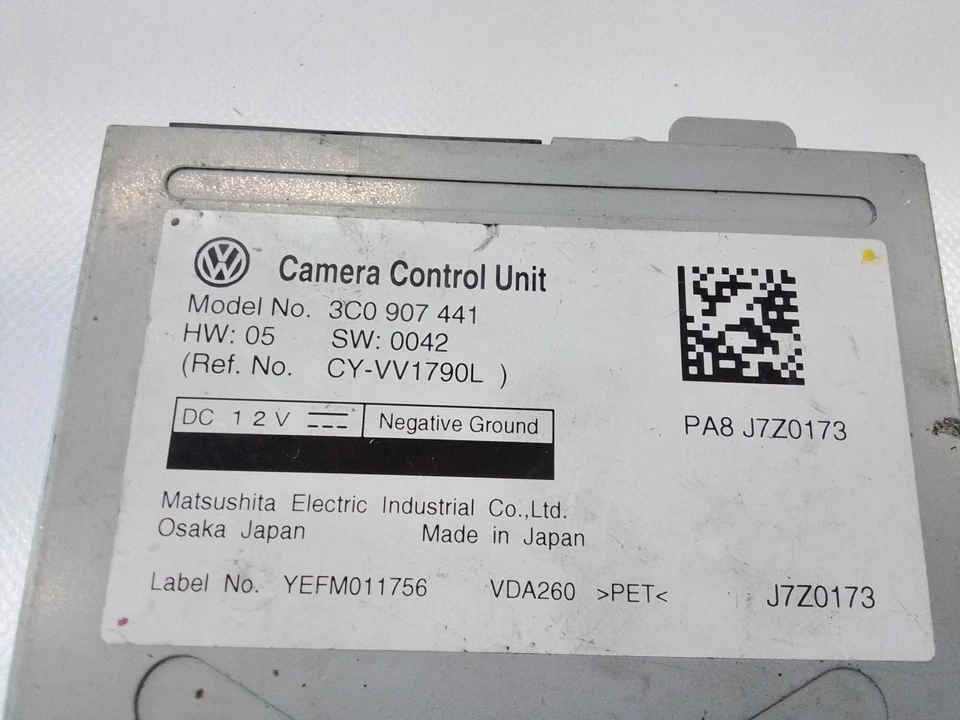 Camera Control Unit
Model No. 3C0 907 441
HW: 05 SW: 0042
(Ref. No. CY-VV1790L )
DC 12V Negative Ground
PA8 J7Z0173
Matsushita Electric Industrial Co.,Ltd.
Osaka Japan Made in Japan
Label No. YEFM011756 VDA260 >PET< J7Z0173